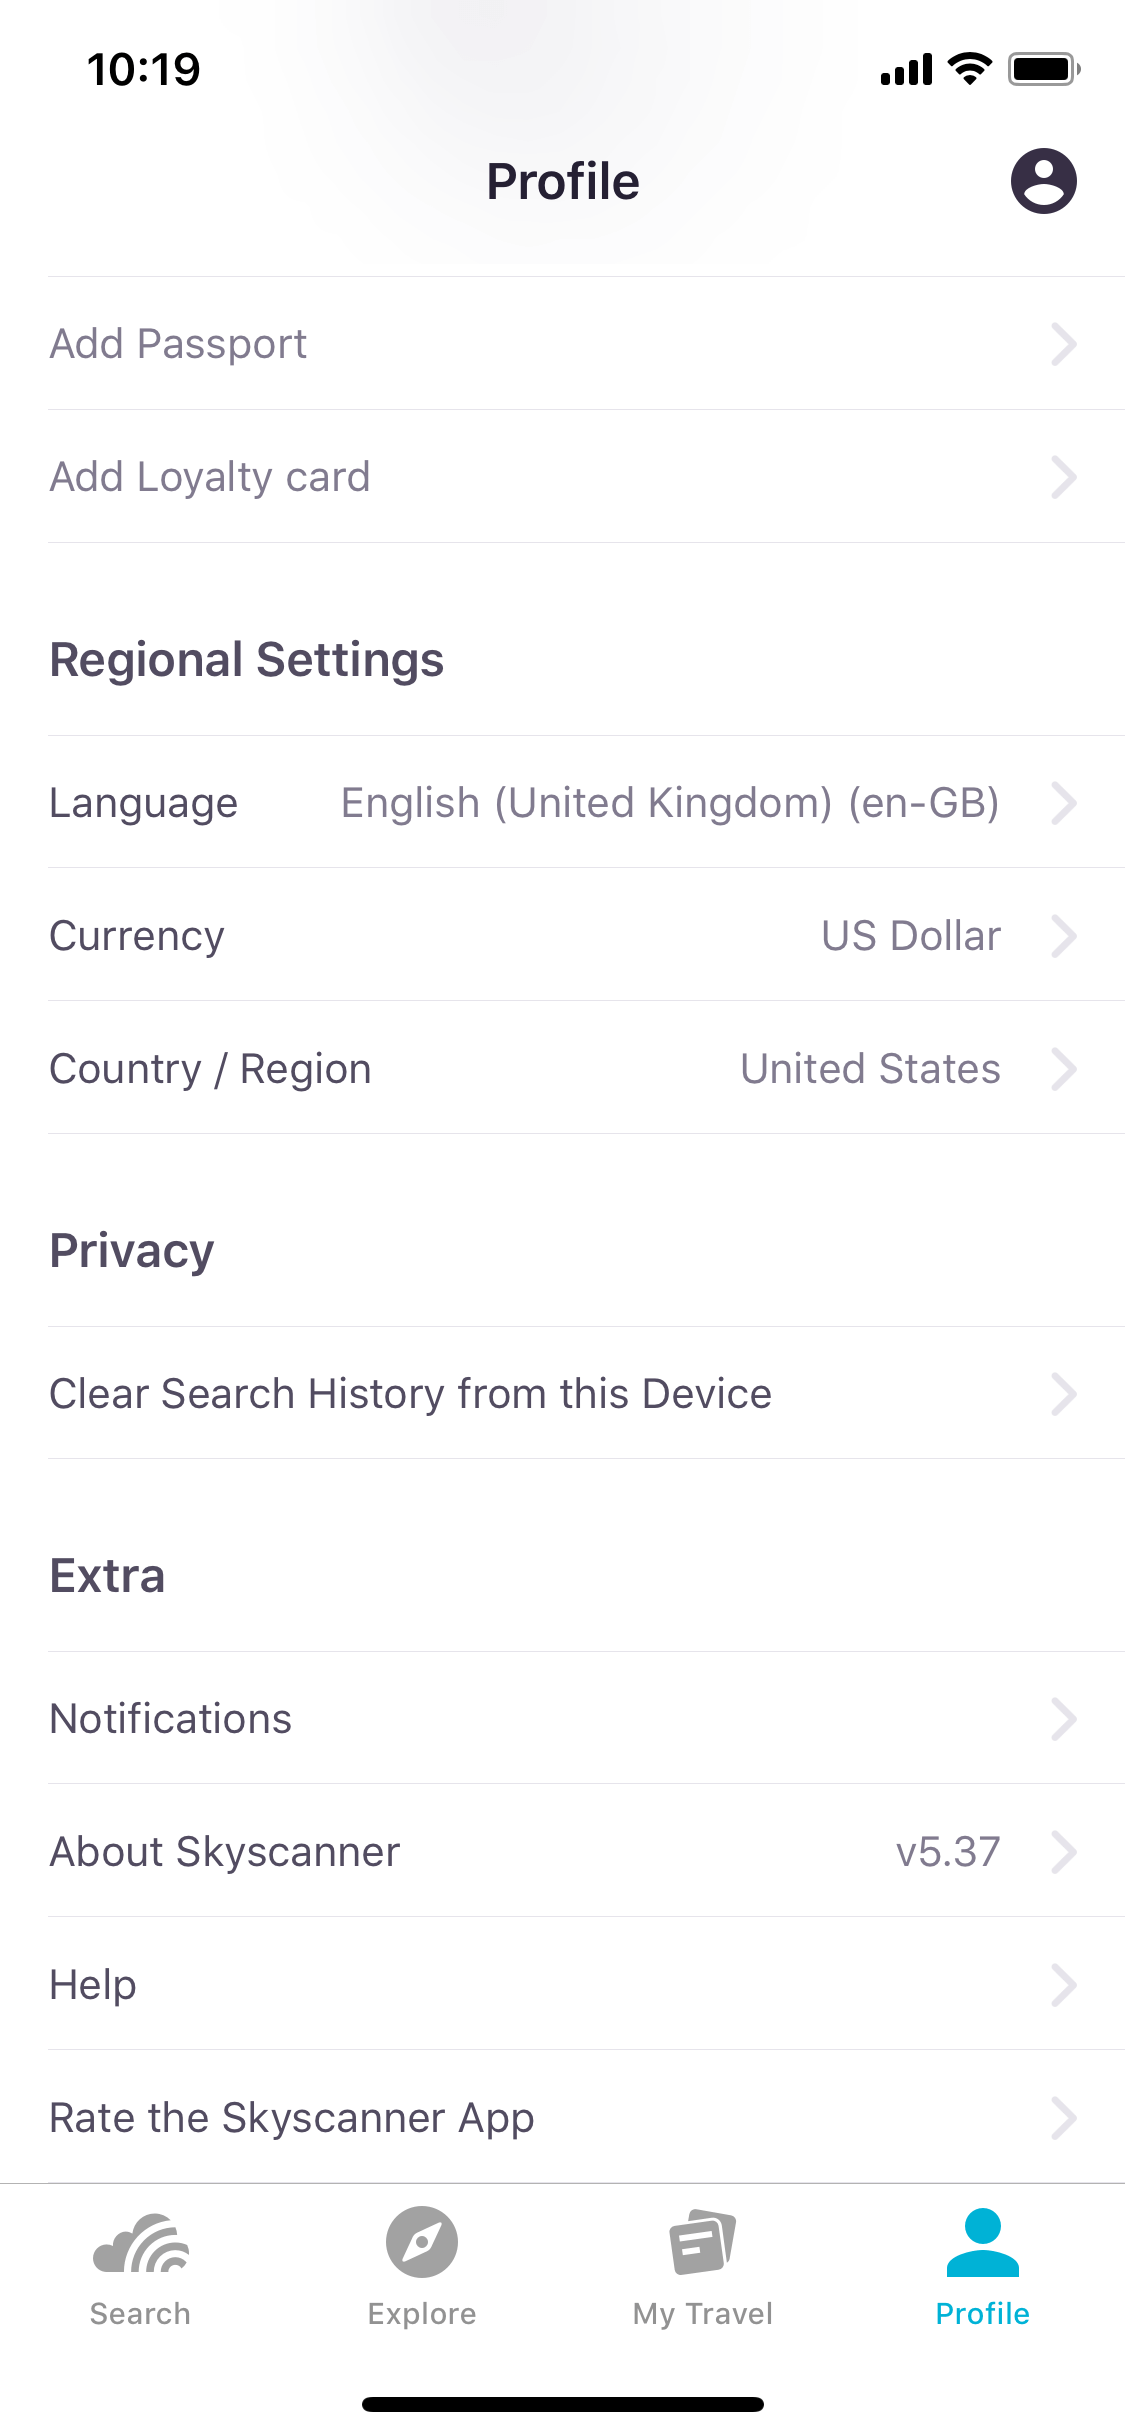 10:19
Profile
Add Passport
Add Loyalty card
Regional Settings
Language English (United Kingdom) (en-GB)
Currency US Dollar
Country / Region United States
Privacy
Clear Search History from this Device
Extra
Notifications
About Skyscanner v5.37
Help
Rate the Skyscanner App
Search Explore My Travel Profile